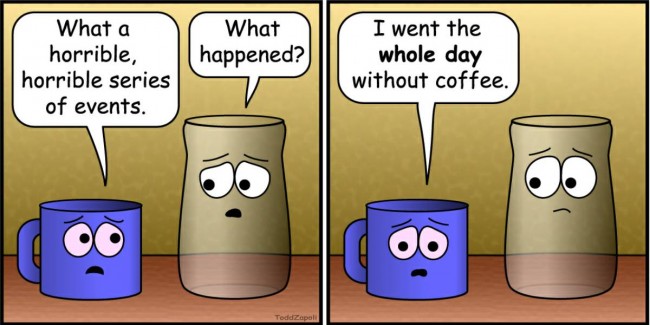 What a
horrible,
horrible series
of events.
What
happened?
I went the
whole day
without coffee.
ToddZapoli